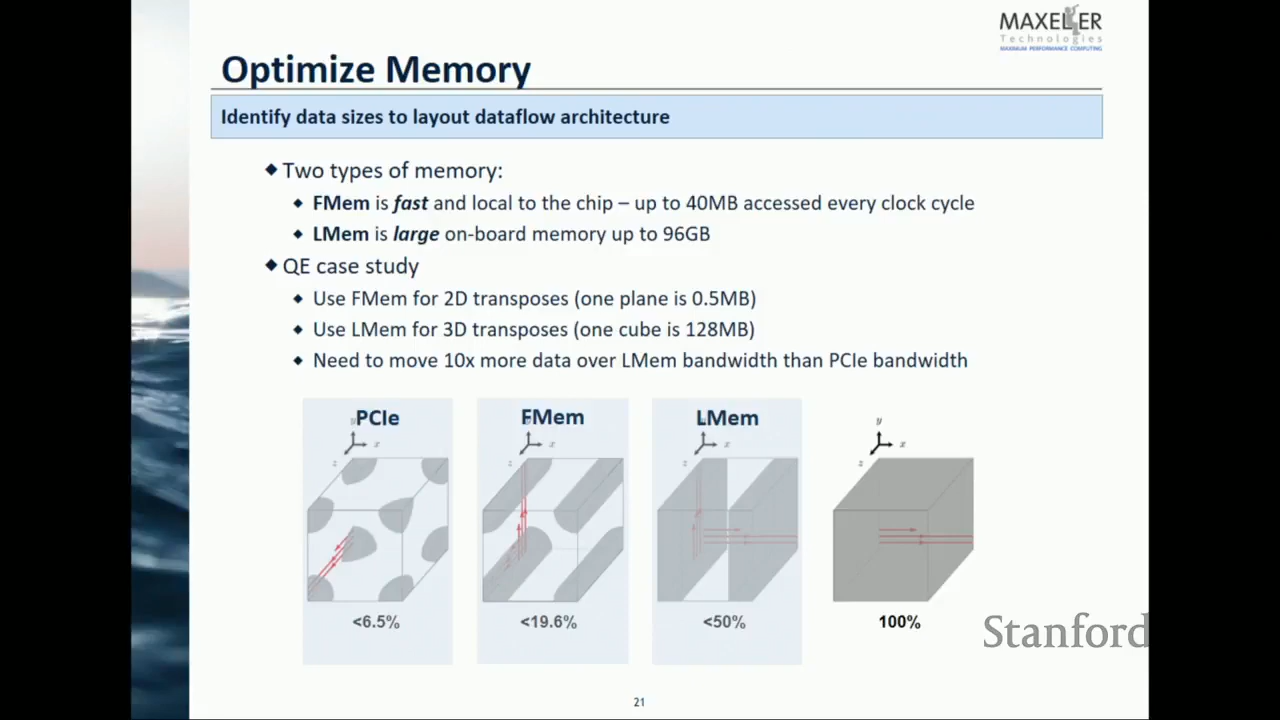 MAXELER
Technologies
MAXIMUM PERFORMANCE COMPUTING
Optimize Memory
Identify data sizes to layout dataflow architecture
Two types of memory:
FMem is fast and local to the chip – up to 40MB accessed every clock cycle
LMem is large on-board memory up to 96GB
QE case study
Use FMem for 2D transposes (one plane is 0.5MB)
Use LMem for 3D transposes (one cube is 128MB)
Need to move 10x more data over LMem bandwidth than PCIe bandwidth
PCIe
y
x
z
<6.5%
FMem
y
x
z
<19.6%
LMem
y
x
z
<50%
y
x
z
100%
Stanford
21